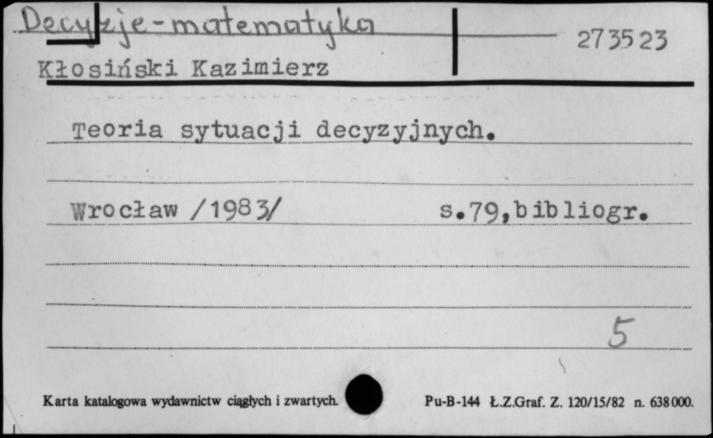 Decyzje-matematyka
273523
Kłosiński Kazimierz
Teoria sytuacji decyzyjnych.
Wrocław /1983/ s.79,bibliogr.
5
Karta katalogowa wydawnictw ciągłych i zwartych. Pu-B-144 Ł.Z.Graf. Z. 120/15/82 n. 638000.